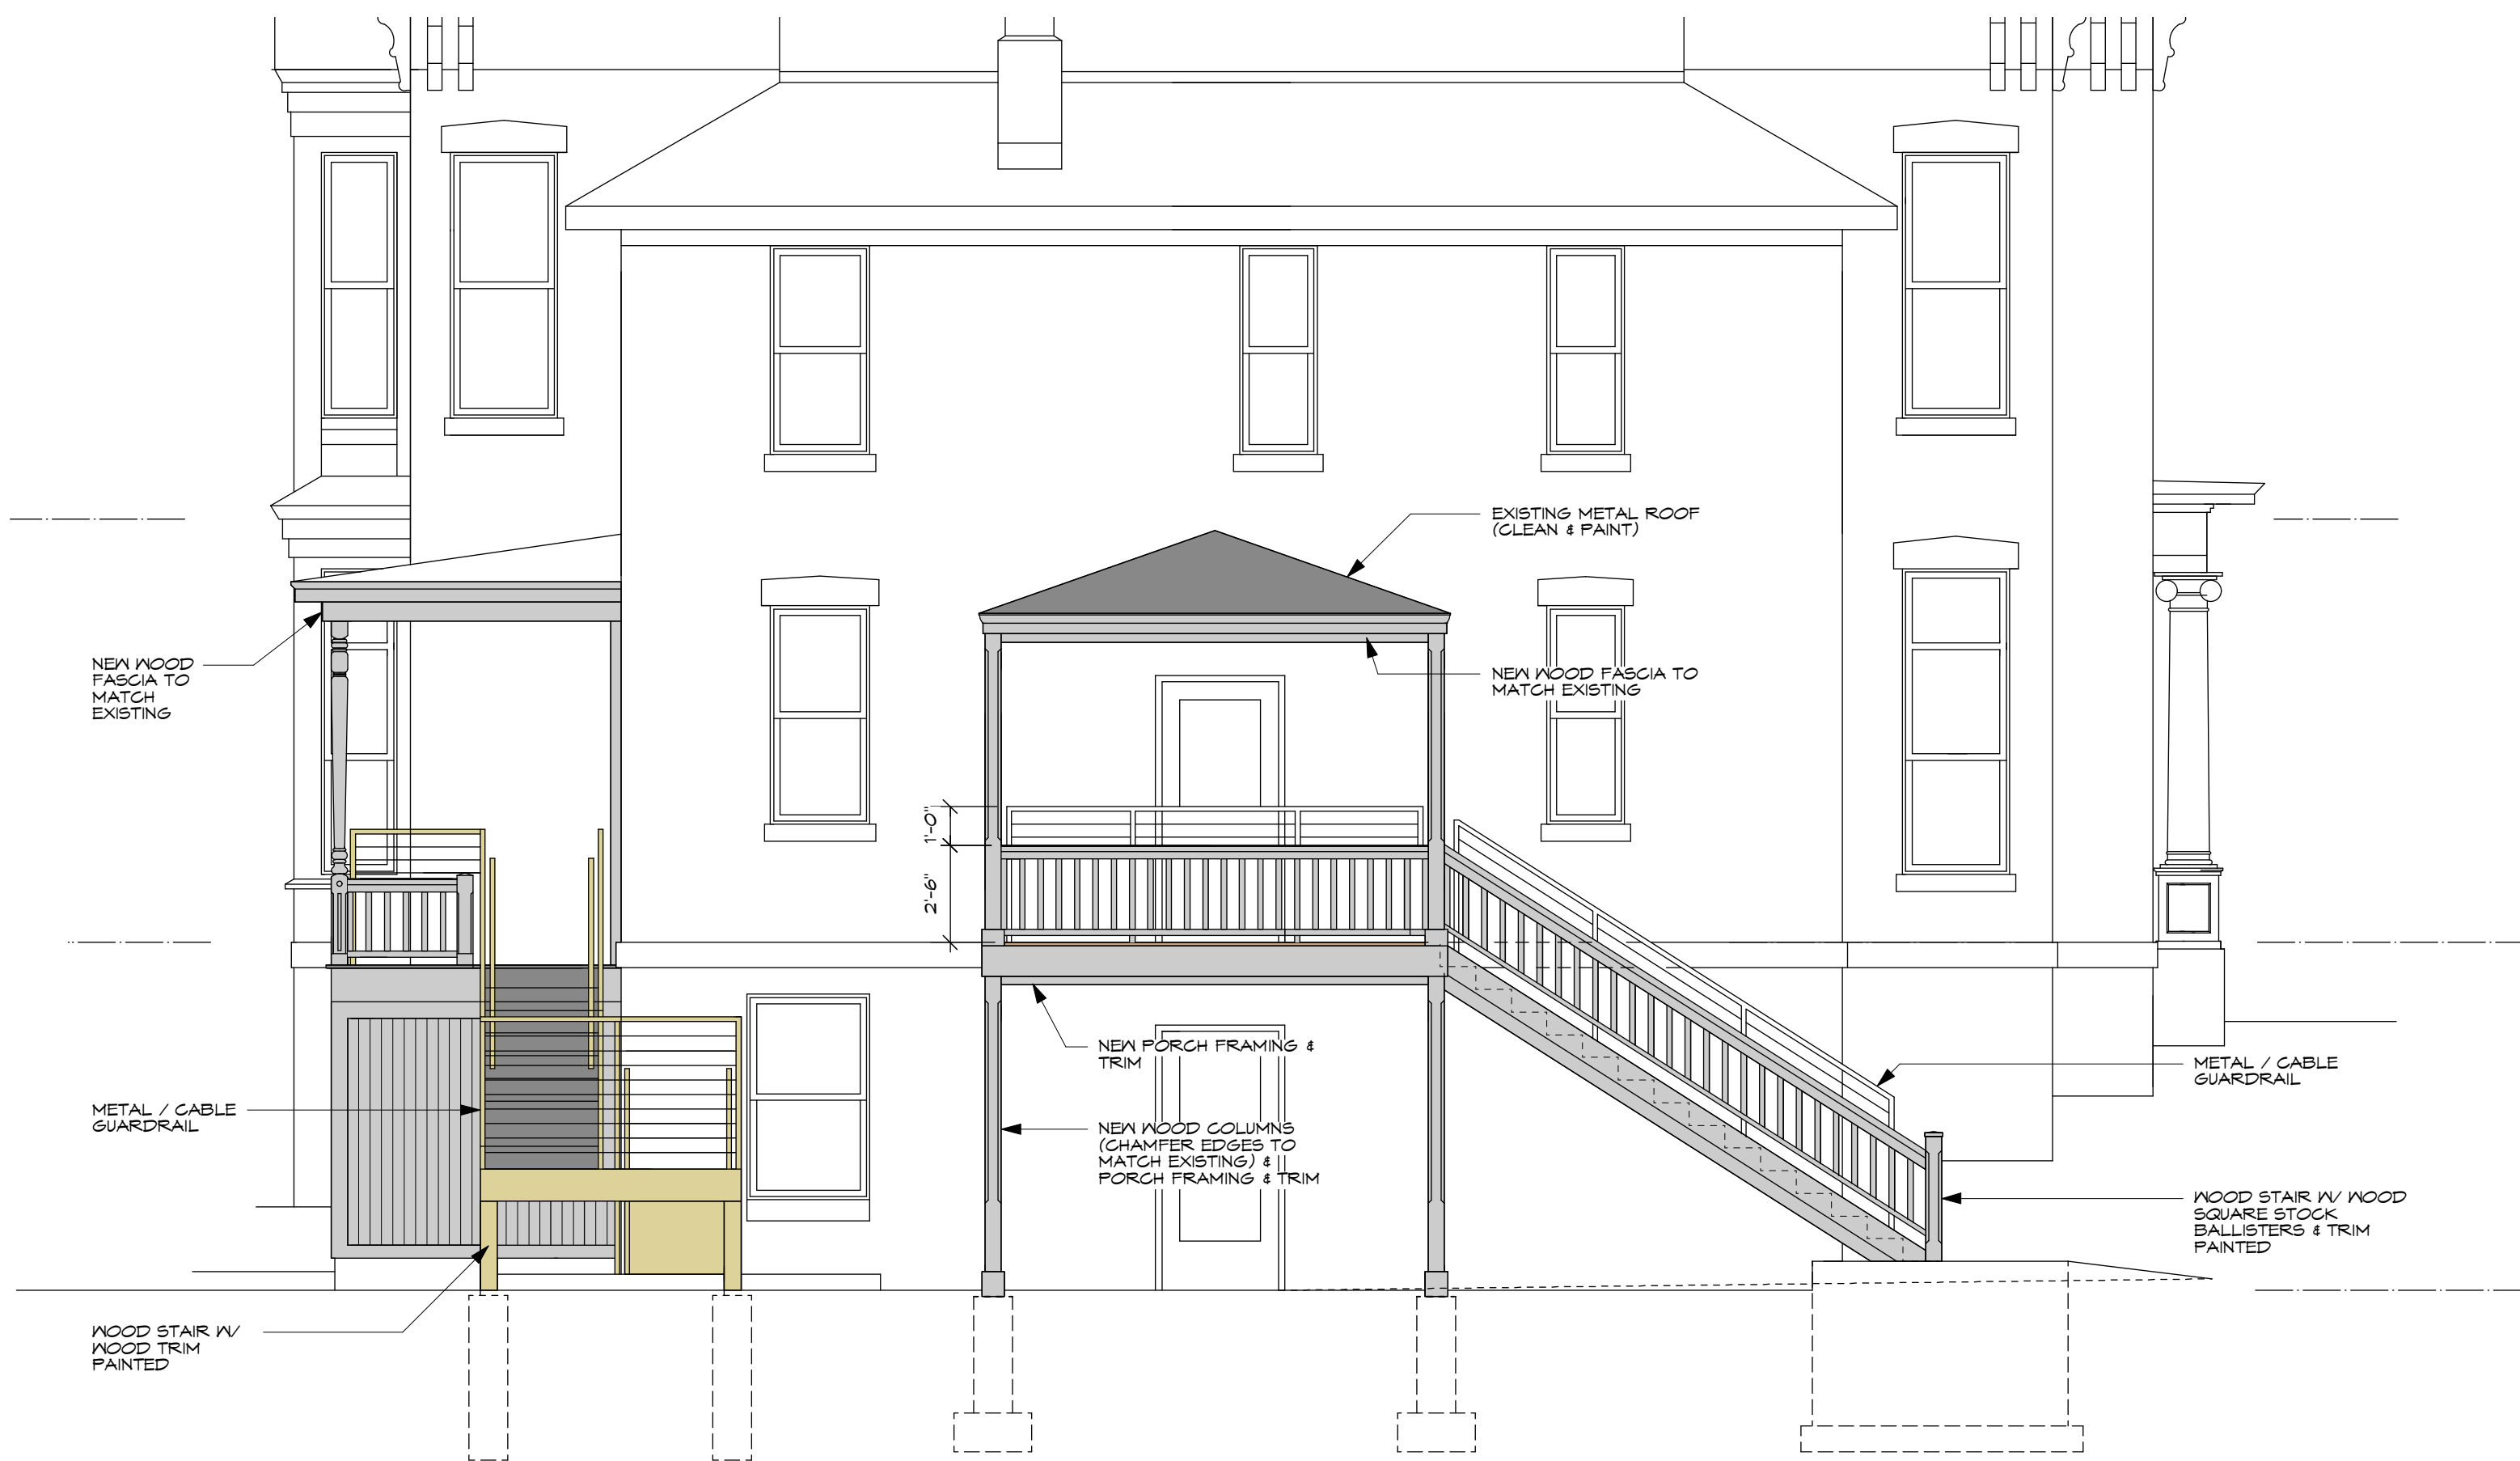 EXISTING METAL ROOF
(CLEAN & PAINT)
NEW WOOD
FASCIA TO
MATCH
EXISTING
NEW WOOD FASCIA TO
MATCH EXISTING
1'-0"
2'-6"
NEW PORCH FRAMING &
TRIM
METAL / CABLE
GUARDRAIL
METAL / CABLE
GUARDRAIL
NEW WOOD COLUMNS
(CHAMFER EDGES TO
MATCH EXISTING) &
PORCH FRAMING & TRIM
WOOD STAIR W/ WOOD
SQUARE STOCK
BALLISTERS & TRIM
PAINTED
WOOD STAIR W/
WOOD TRIM
PAINTED